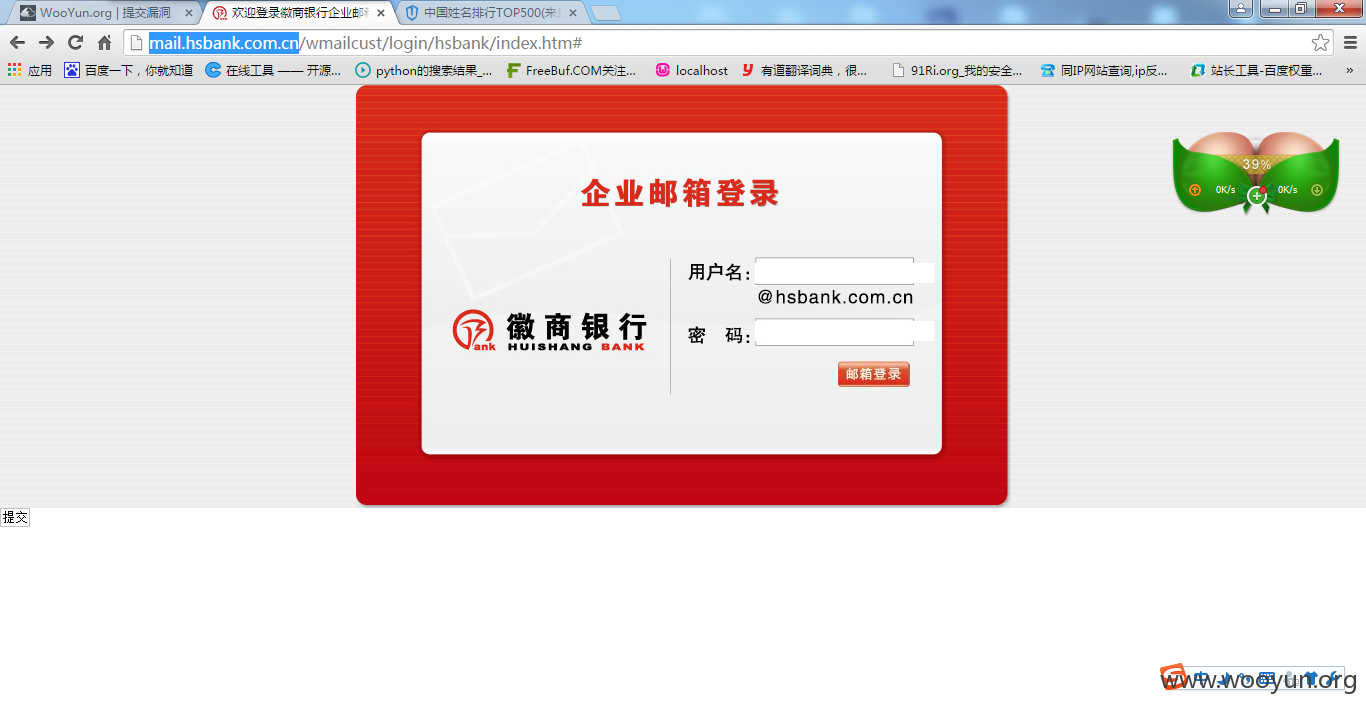 WooYun.org | 提交漏洞
欢迎登录徽商银行企业邮箱
中国姓名排行TOP500(来自
mail.hsbank.com.cn/wmailcust/login/hsbank/index.htm#
应用 百度一下，你就知道 在线工具 —— 开源... python的搜索结果_... FreeBuf.COM关注... localhost 有道翻译词典，很... 91Ri.org_我的安全... 同IP网站查询,ip反... 站长工具-百度权重... »
39%
0K/s 0K/s
企业邮箱登录
用户名：
@hsbank.com.cn
徽商银行
ank HUISHANG BANK
密 码：
邮箱登录
提交
中
www.wooyun.org